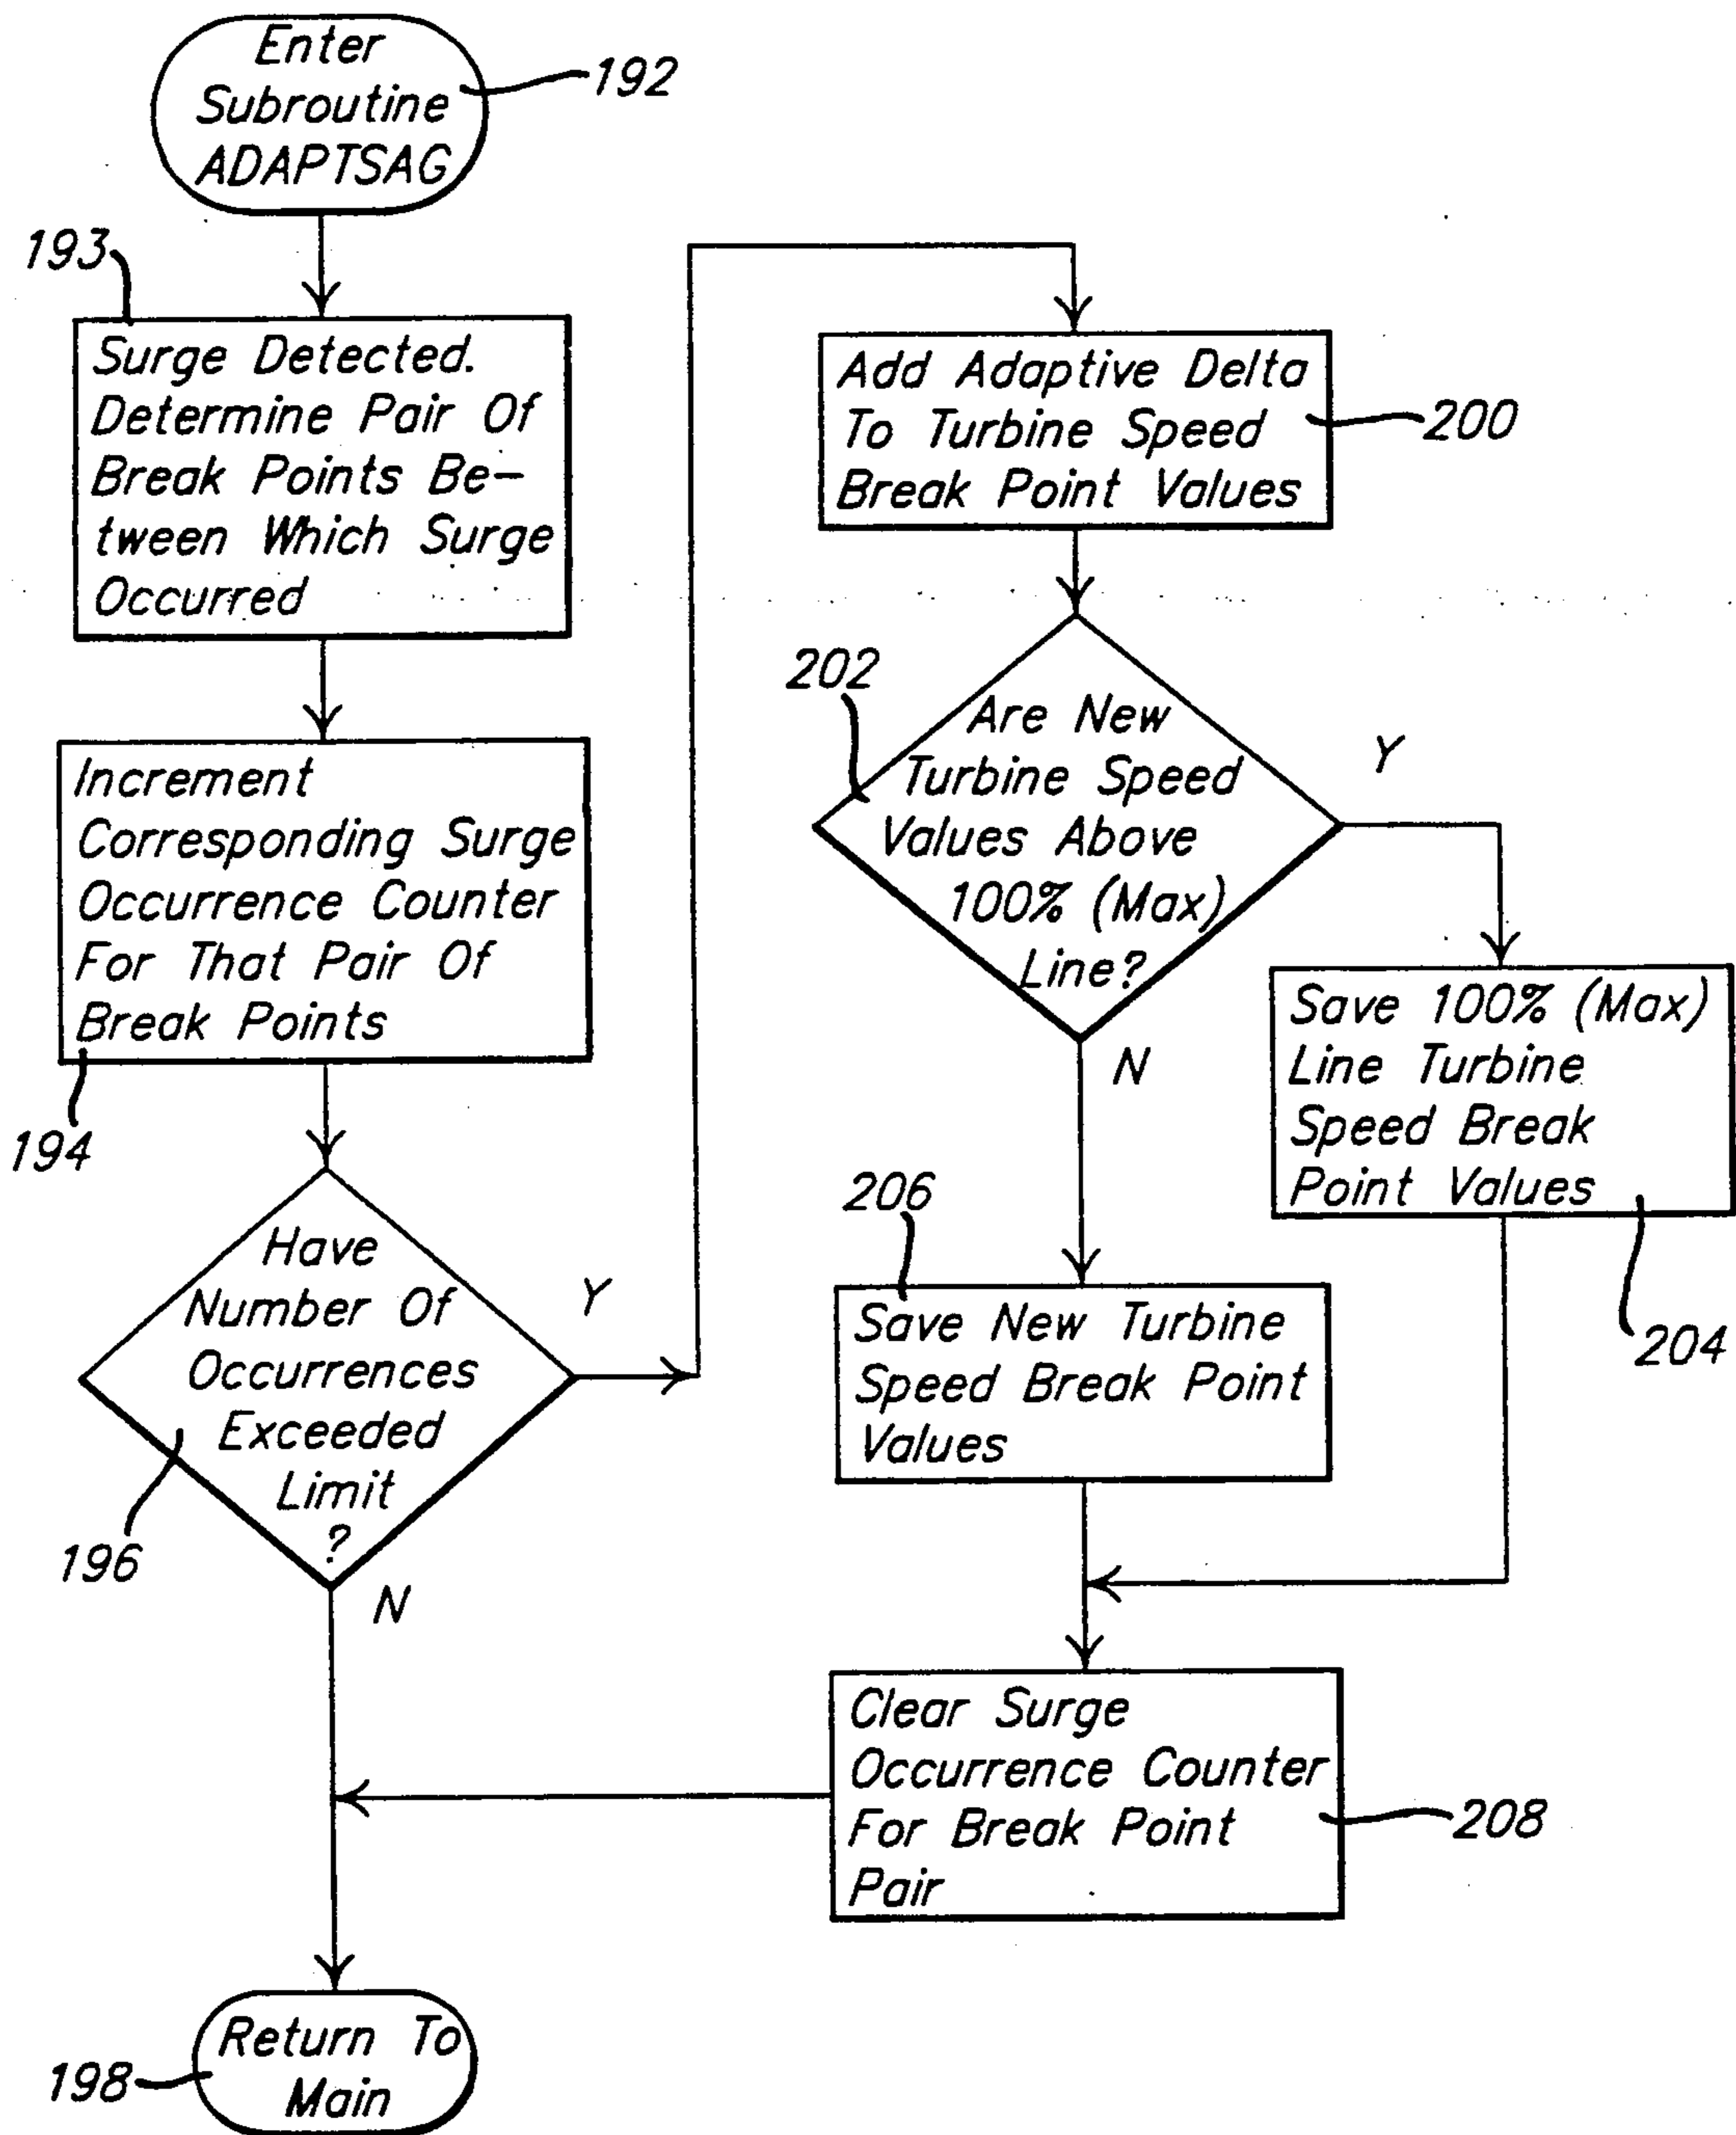 Enter
Subroutine
ADAPTSAG
192
193
Surge Detected.
Determine Pair Of
Break Points Be-
tween Which Surge
Occurred
Increment
Corresponding Surge
Occurrence Counter
For That Pair Of
Break Points
194
Have
Number Of
Occurrences
Exceeded
Limit
?
196
Y
N
Add Adaptive Delta
To Turbine Speed
Break Point Values
200
202
Are New
Turbine Speed
Values Above
100% (Max)
Line?
Y
N
Save 100% (Max)
Line Turbine
Speed Break
Point Values
204
206
Save New Turbine
Speed Break Point
Values
Clear Surge
Occurrence Counter
For Break Point
Pair
208
Return To
Main
198